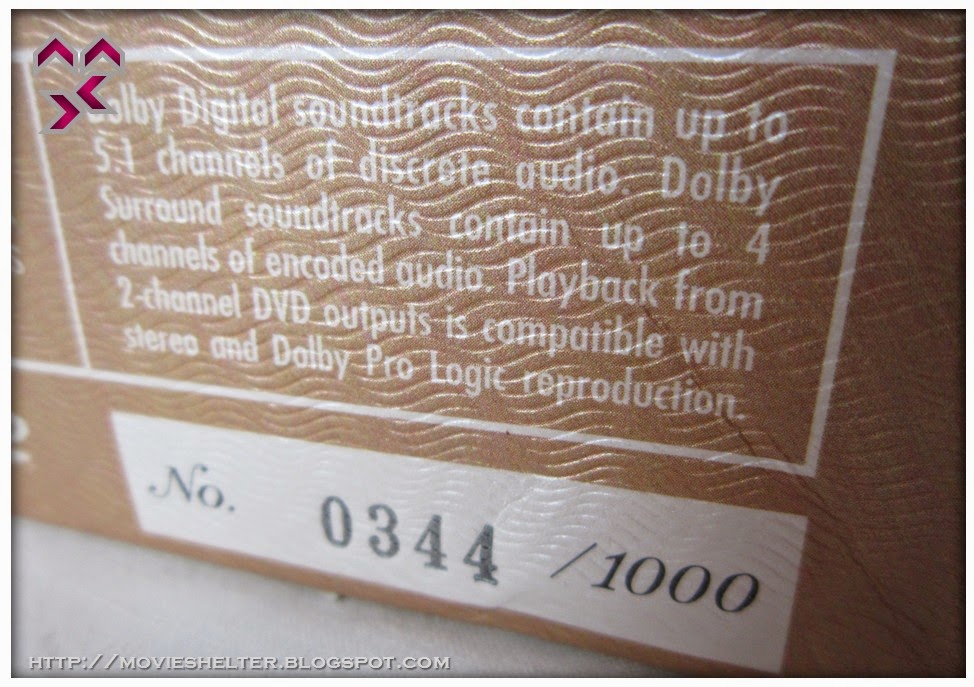 Dolby Digital soundtracks contain up to
5.1 channels of discrete audio. Dolby
Surround soundtracks contain up to 4
channels of encoded audio. Playback from
2-channel DVD outputs is compatible with
stereo and Dolby Pro Logic reproduction.
No. 0344 /1000
HTTP://MOVIESHELTER.BLOGSPOT.COM